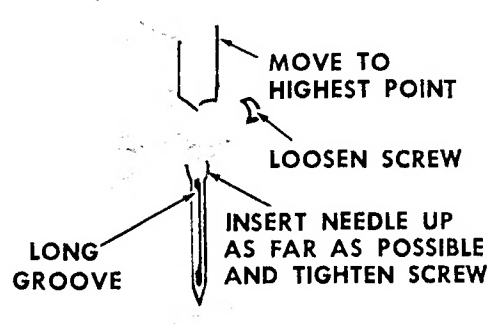 MOVE TO
HIGHEST POINT
LOOSEN SCREW
INSERT NEEDLE UP
AS FAR AS POSSIBLE
AND TIGHTEN SCREW
LONG
GROOVE